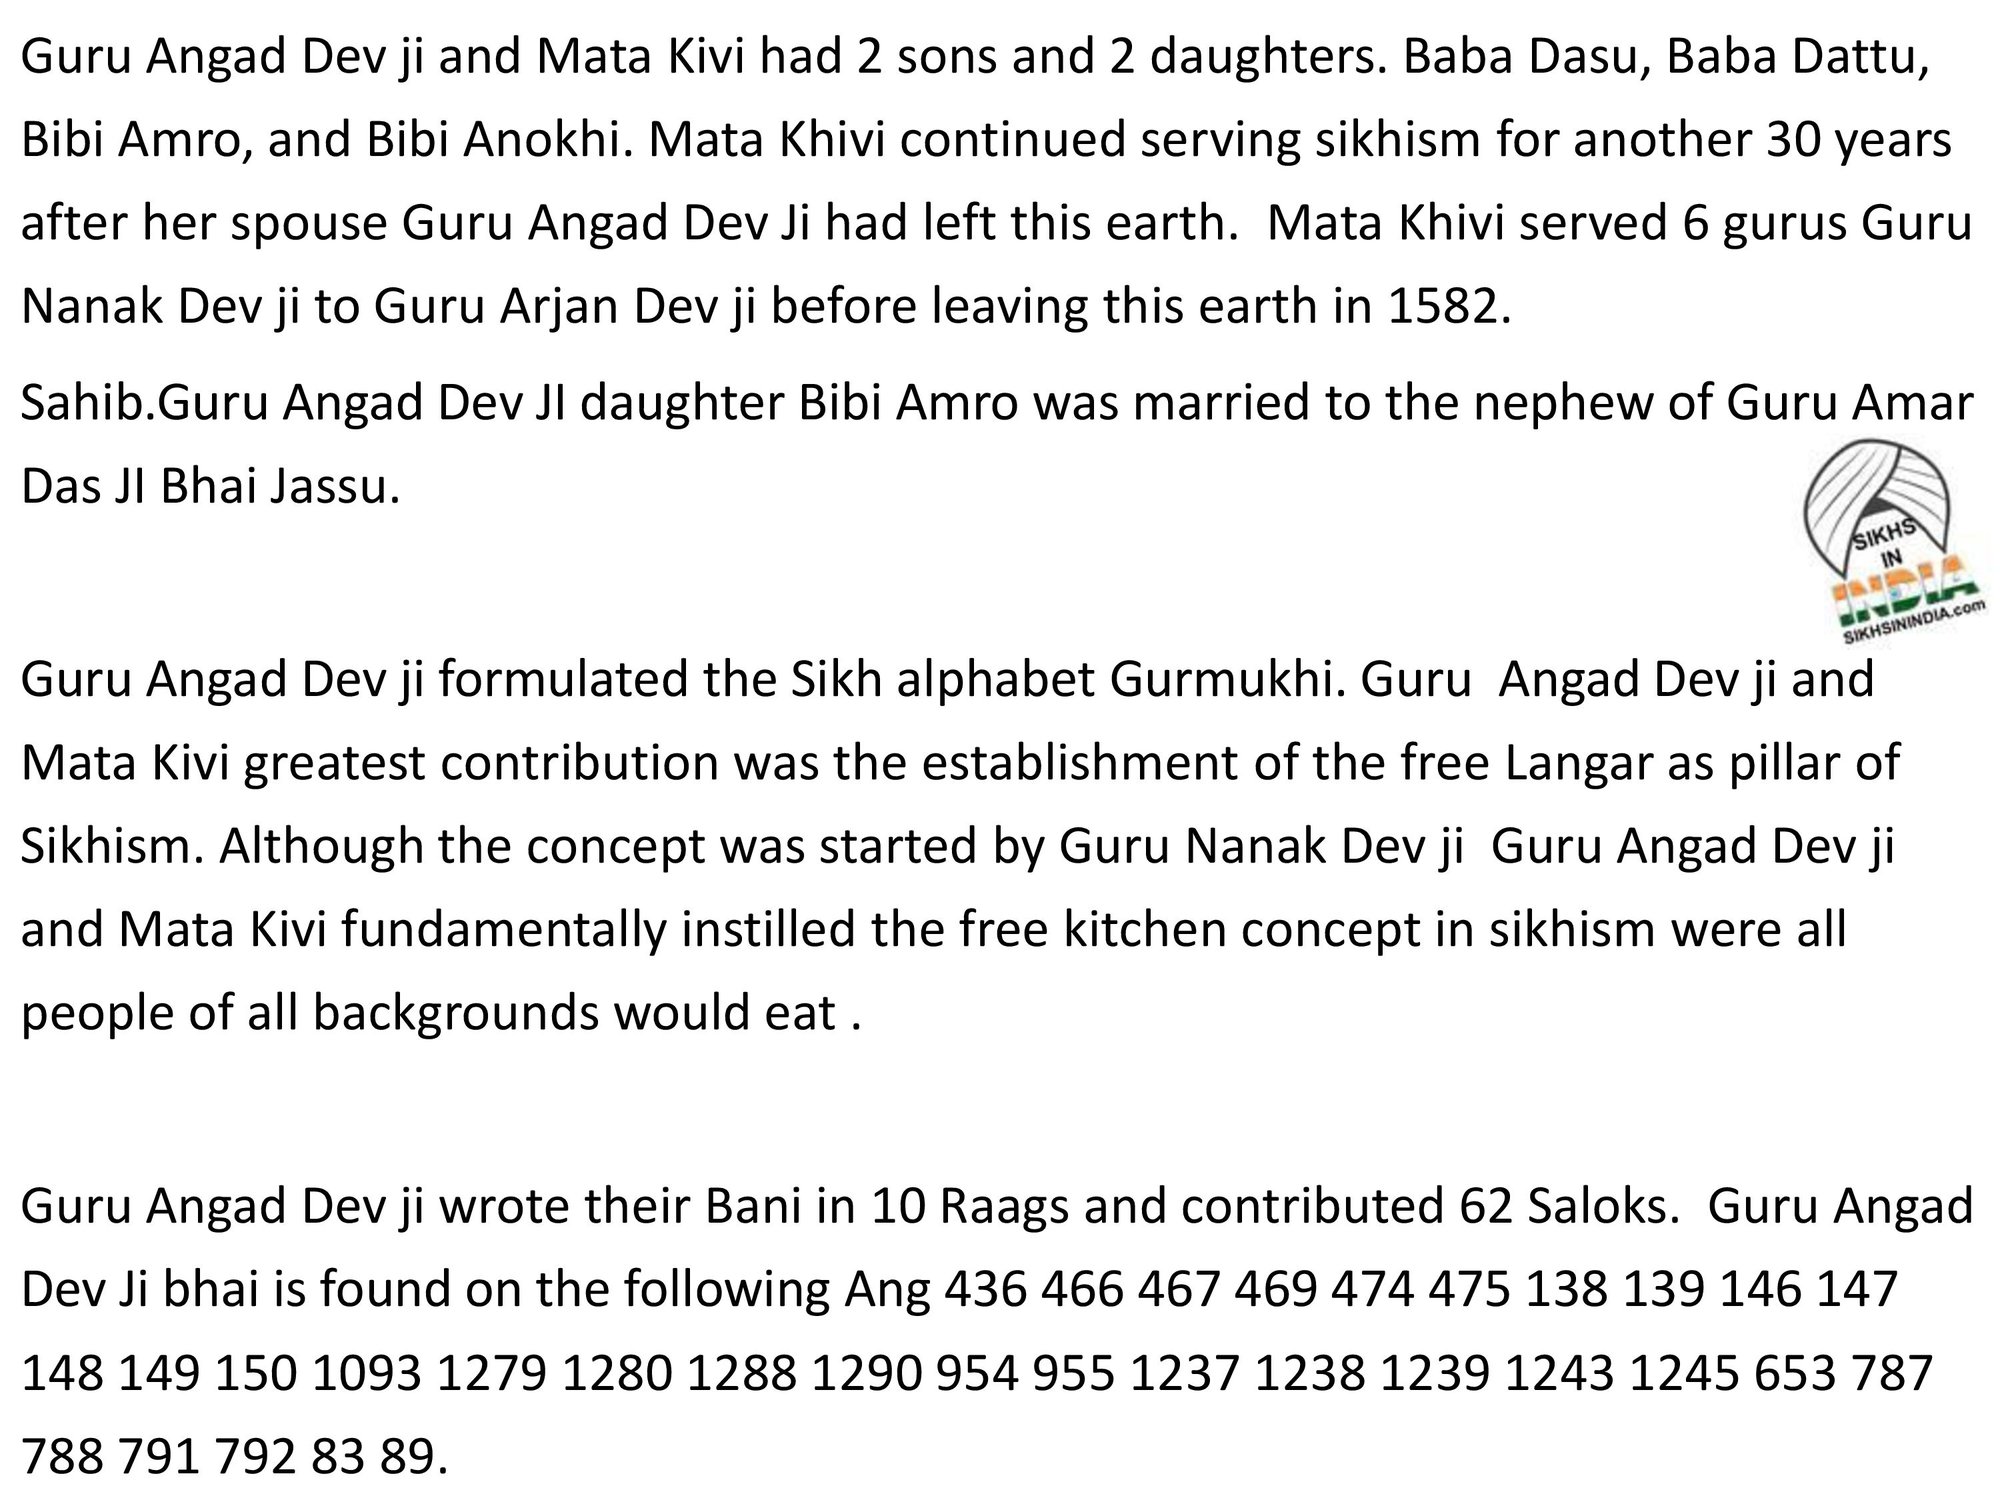 Guru Angad Dev ji and Mata Kivi had 2 sons and 2 daughters. Baba Dasu, Baba Dattu,
Bibi Amro, and Bibi Anokhi. Mata Khivi continued serving sikhism for another 30 years
after her spouse Guru Angad Dev Ji had left this earth.  Mata Khivi served 6 gurus Guru
Nanak Dev ji to Guru Arjan Dev ji before leaving this earth in 1582.
Sahib.Guru Angad Dev JI daughter Bibi Amro was married to the nephew of Guru Amar
Das JI Bhai Jassu.
SIKHS
IN
INDIA
SIKHSININDIA.com
Guru Angad Dev ji formulated the Sikh alphabet Gurmukhi. Guru  Angad Dev ji and
Mata Kivi greatest contribution was the establishment of the free Langar as pillar of
Sikhism. Although the concept was started by Guru Nanak Dev ji  Guru Angad Dev ji
and Mata Kivi fundamentally instilled the free kitchen concept in sikhism were all
people of all backgrounds would eat .
Guru Angad Dev ji wrote their Bani in 10 Raags and contributed 62 Saloks.  Guru Angad
Dev Ji bhai is found on the following Ang 436 466 467 469 474 475 138 139 146 147
148 149 150 1093 1279 1280 1288 1290 954 955 1237 1238 1239 1243 1245 653 787
788 791 792 83 89.